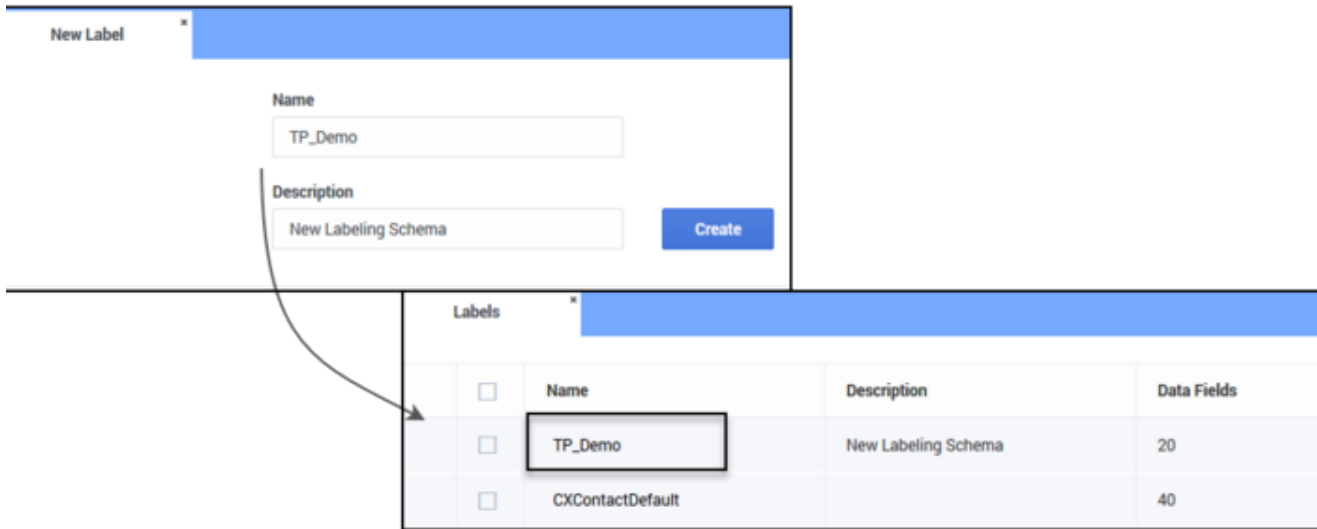 New Label
Name
TP_Demo
Description
New Labeling Schema
Create
Labels
Name Description Data Fields
TP_Demo New Labeling Schema 20
CXContactDefault 40